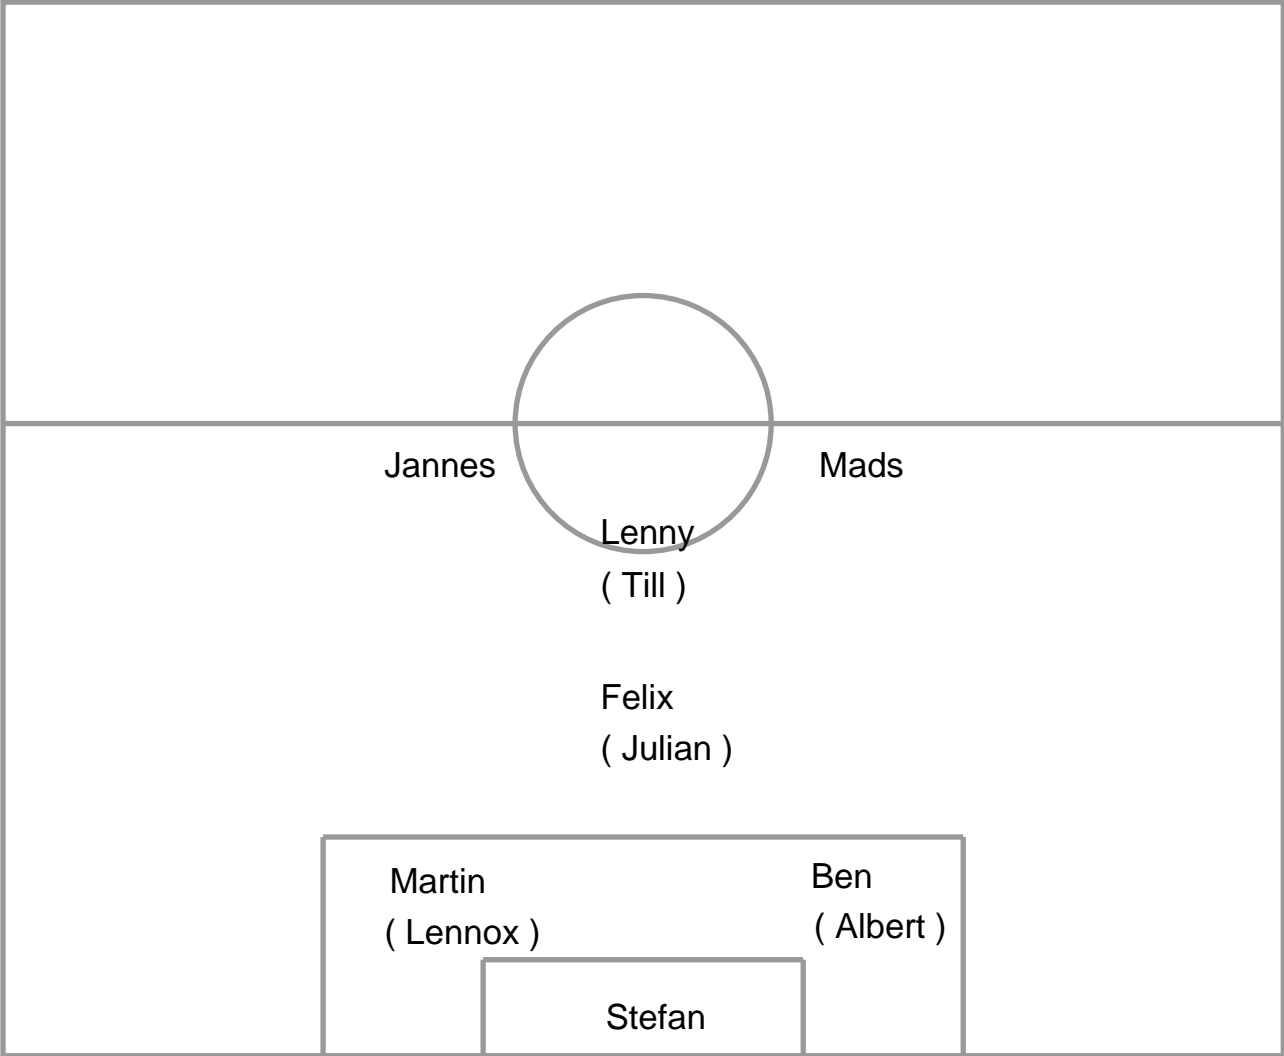 Jannes
Mads
Lenny
( Till )
Felix
( Julian )
Martin
( Lennox )
Ben
( Albert )
Stefan